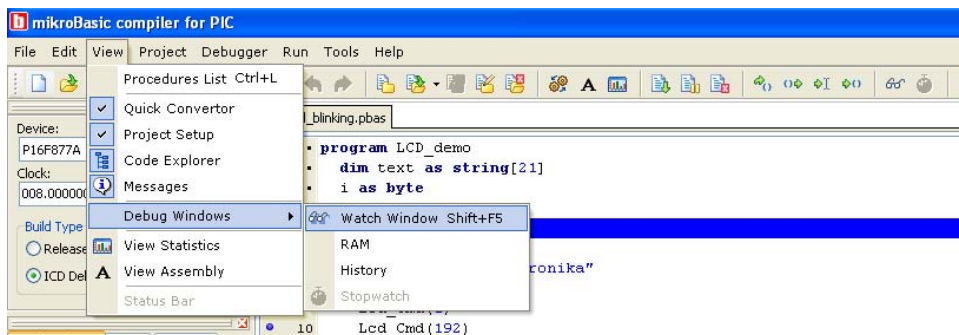 mikroBasic compiler for PIC
File Edit View Project Debugger Run Tools Help
Procedures List Ctrl+L
Quick Convertor
Project Setup
Code Explorer
Messages
Debug Windows
View Statistics
View Assembly
Status Bar
Watch Window Shift+F5
RAM
History
Stopwatch
Device:
P16F877A
Clock:
008.00000
Build Type
Release
ICD De
_blinking.pbas
program LCD_demo
dim text as string[21]
i as byte
ronika"
10 Lcd_Cmd(192)